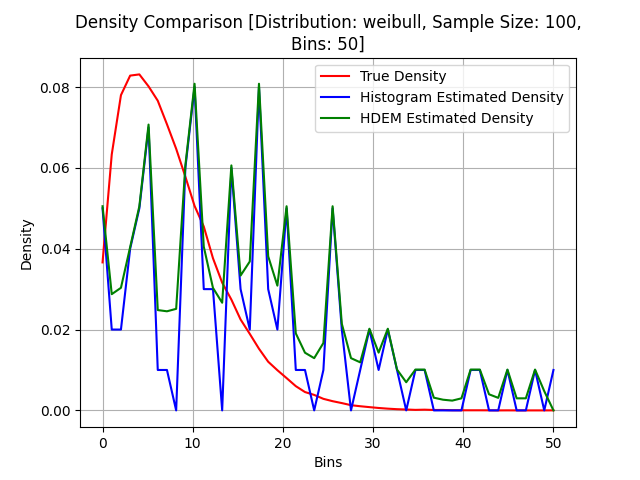 Density Comparison [Distribution: weibull, Sample Size: 100,
Bins: 50]
True Density
Histogram Estimated Density
HDEM Estimated Density
Density
0.08
0.06
0.04
0.02
0.00
0 10 20 30 40 50
Bins